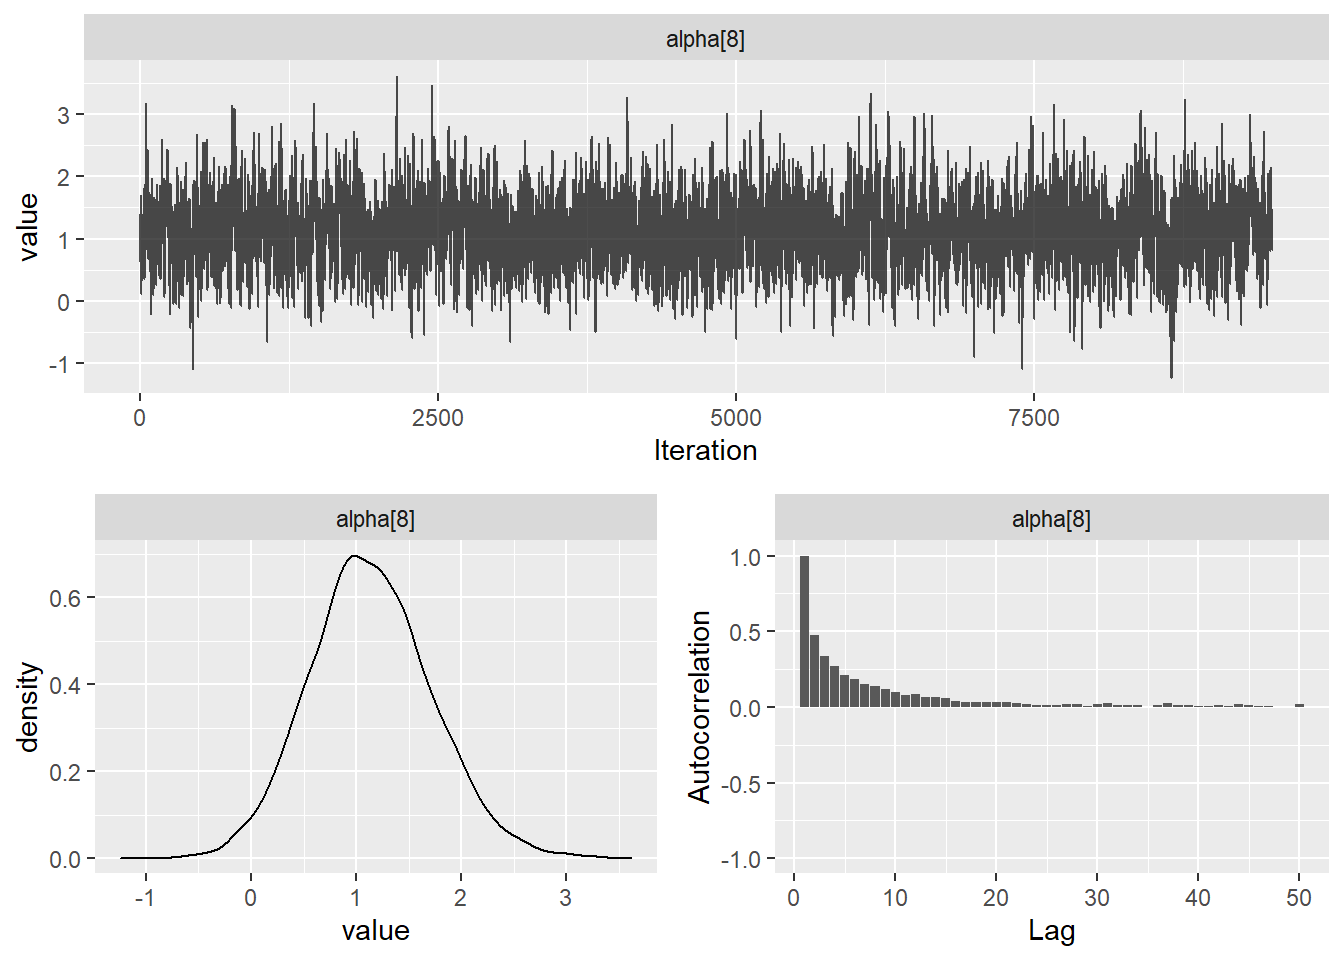 alpha[8]
value
3
2
1
0
-1
0 2500 5000 7500
Iteration
alpha[8]
density
0.6
0.4
0.2
0.0
-1 0 1 2 3
value
alpha[8]
Autocorrelation
1.0
0.5
0.0
-0.5
-1.0
0 10 20 30 40 50
Lag